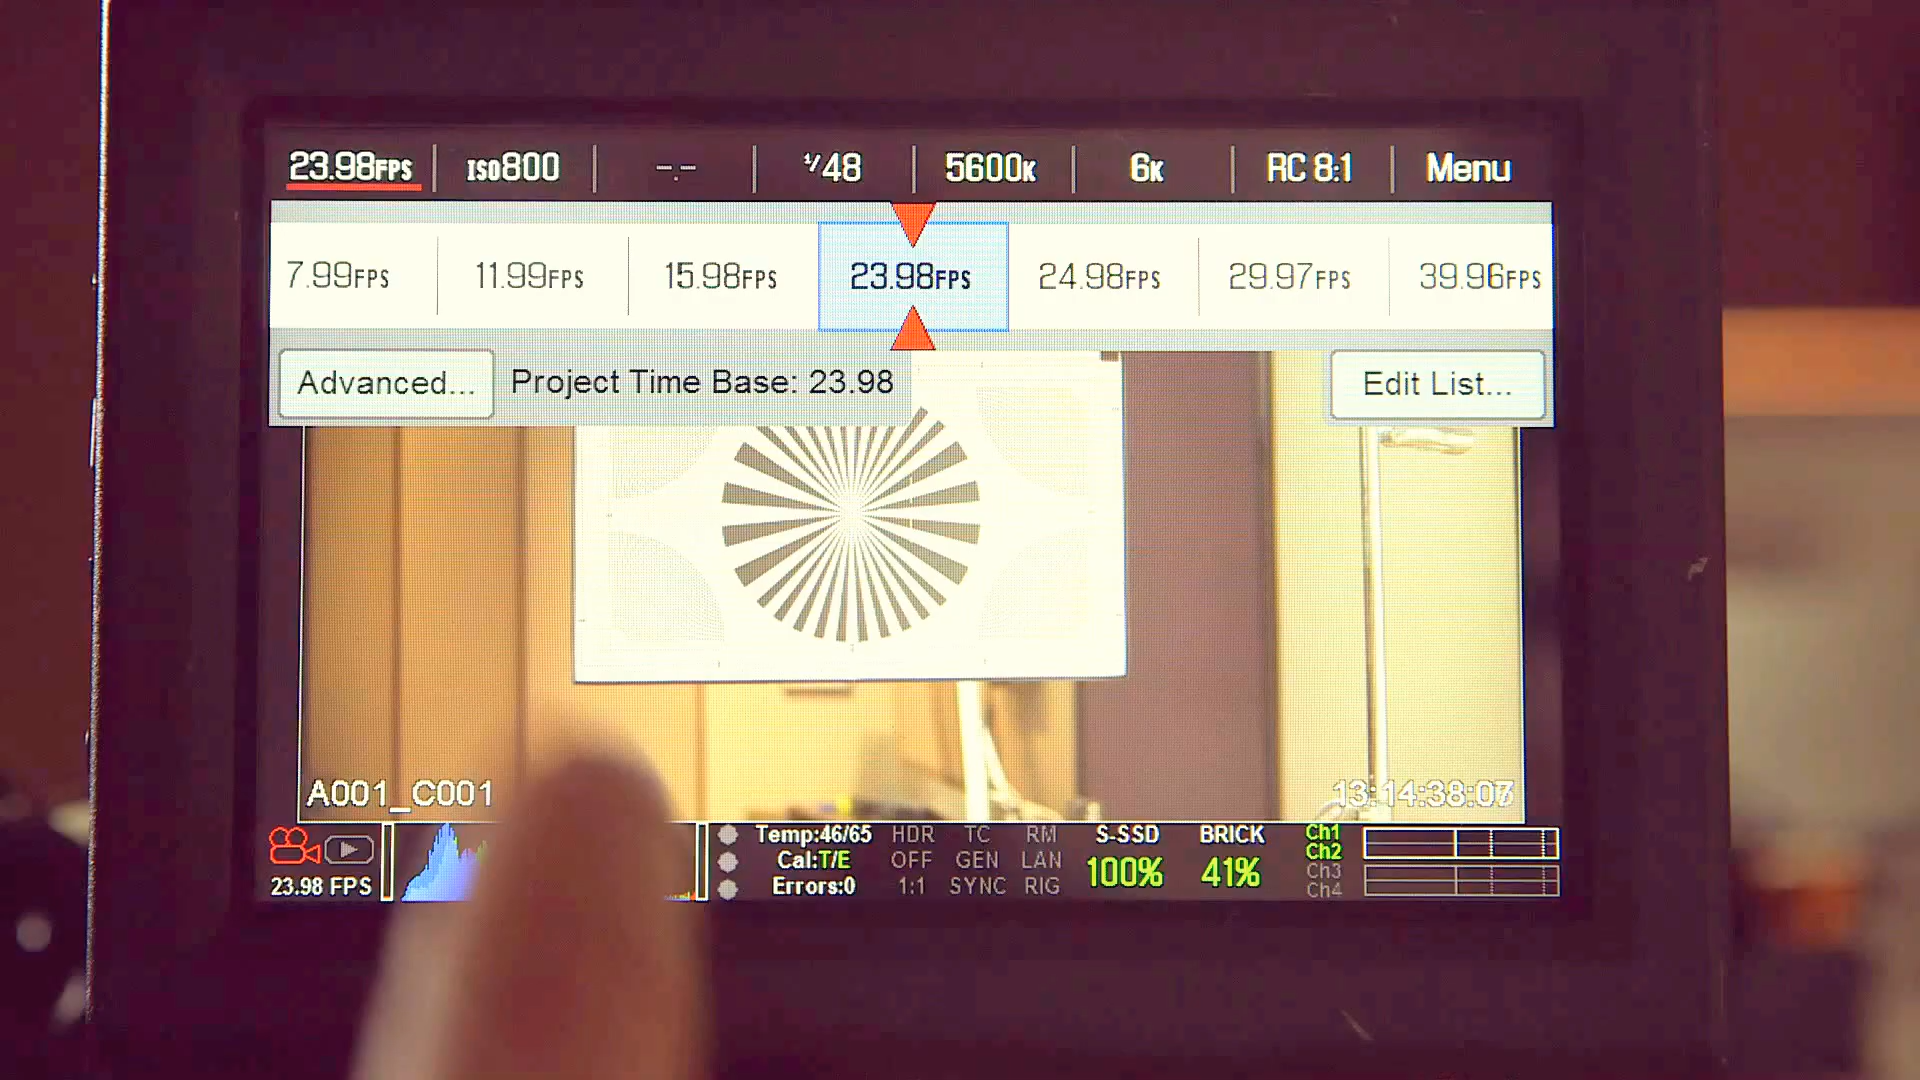 23.98FPS ISO800 -.- 1/48 5600K 6K RC 8:1 Menu
7.99FPS 11.99FPS 15.98FPS 23.98FPS 24.98FPS 29.97FPS 39.96FPS
Advanced... Project Time Base: 23.98 Edit List...
A001_C001 13:14:38:07
Temp:46/65 HDR TC RM S-SSD BRICK Ch1
Cal:T/E OFF GEN LAN 100% 41% Ch2
23.98 FPS Errors:0 1:1 SYNC RIG Ch3
Ch4